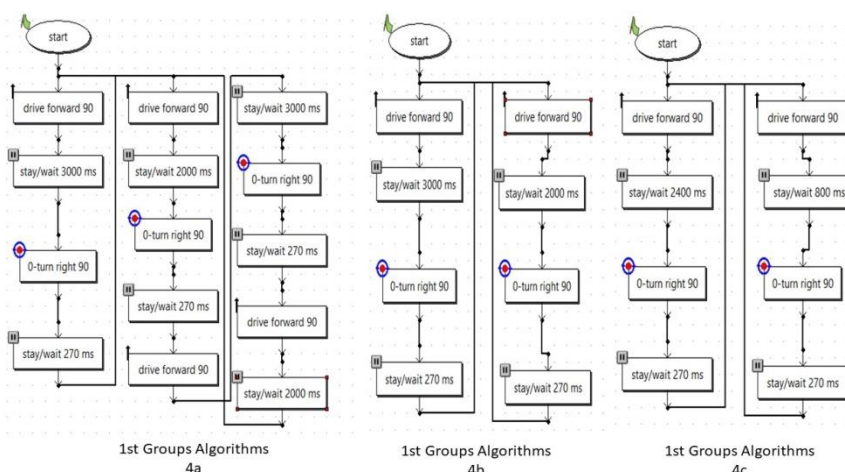 start
drive forward 90
stay/wait 3000 ms
0-turn right 90
stay/wait 270 ms
drive forward 90
stay/wait 2000 ms
0-turn right 90
stay/wait 270 ms
drive forward 90
stay/wait 3000 ms
0-turn right 90
stay/wait 270 ms
drive forward 90
stay/wait 2000 ms
1st Groups Algorithms
4a
start
drive forward 90
stay/wait 3000 ms
0-turn right 90
stay/wait 270 ms
drive forward 90
stay/wait 2000 ms
0-turn right 90
stay/wait 270 ms
1st Groups Algorithms
4b
start
drive forward 90
stay/wait 2400 ms
0-turn right 90
stay/wait 270 ms
drive forward 90
stay/wait 800 ms
0-turn right 90
stay/wait 270 ms
1st Groups Algorithms
4c